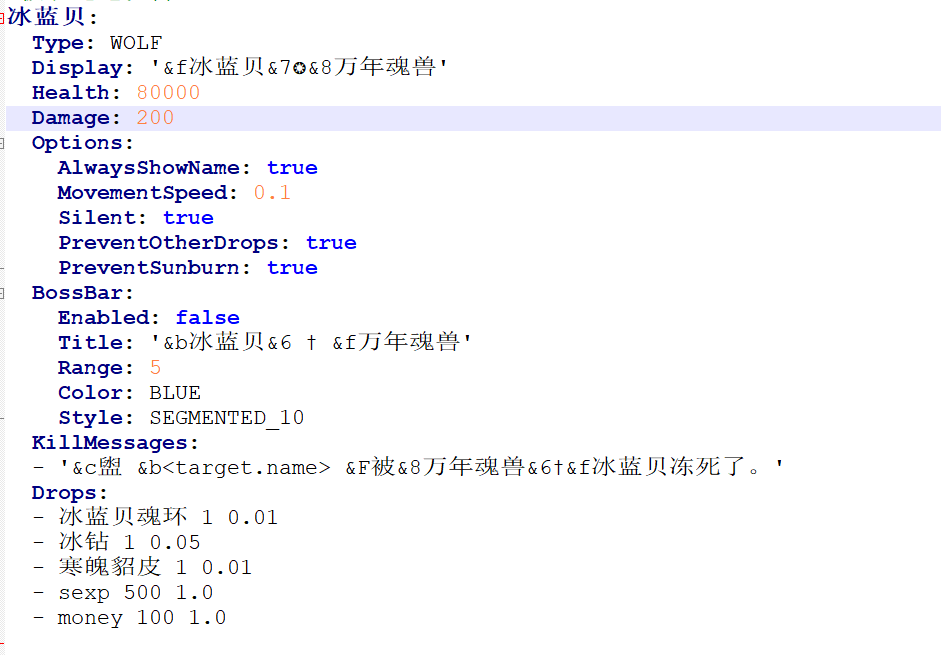 冰蓝贝:
Type: WOLF
Display: '&f冰蓝贝&7✪&8万年魂兽'
Health: 80000
Damage: 200
Options:
AlwaysShowName: true
MovementSpeed: 0.1
Silent: true
PreventOtherDrops: true
PreventSunburn: true
BossBar:
Enabled: false
Title: '&b冰蓝贝&6 † &f万年魂兽'
Range: 5
Color: BLUE
Style: SEGMENTED_10
KillMessages:
- '&c &b<target.name> &F被&8万年魂兽&6†&f冰蓝贝冻死了。'
Drops:
- 冰蓝贝魂环 1 0.01
- 冰钻 1 0.05
- 寒魄貂皮 1 0.01
- sexp 500 1.0
- money 100 1.0